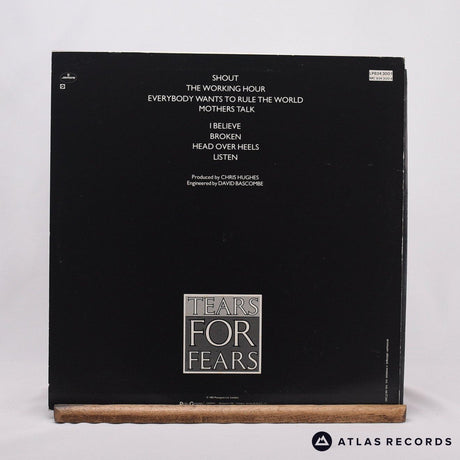 SHOUT
THE WORKING HOUR
EVERYBODY WANTS TO RULE THE WORLD
MOTHERS TALK
I BELIEVE
BROKEN
HEAD OVER HEELS
LISTEN
Produced by CHRIS HUGHES
Engineered by DAVID BASCOMBE
TEARS
FOR
FEARS
ATLAS RECORDS